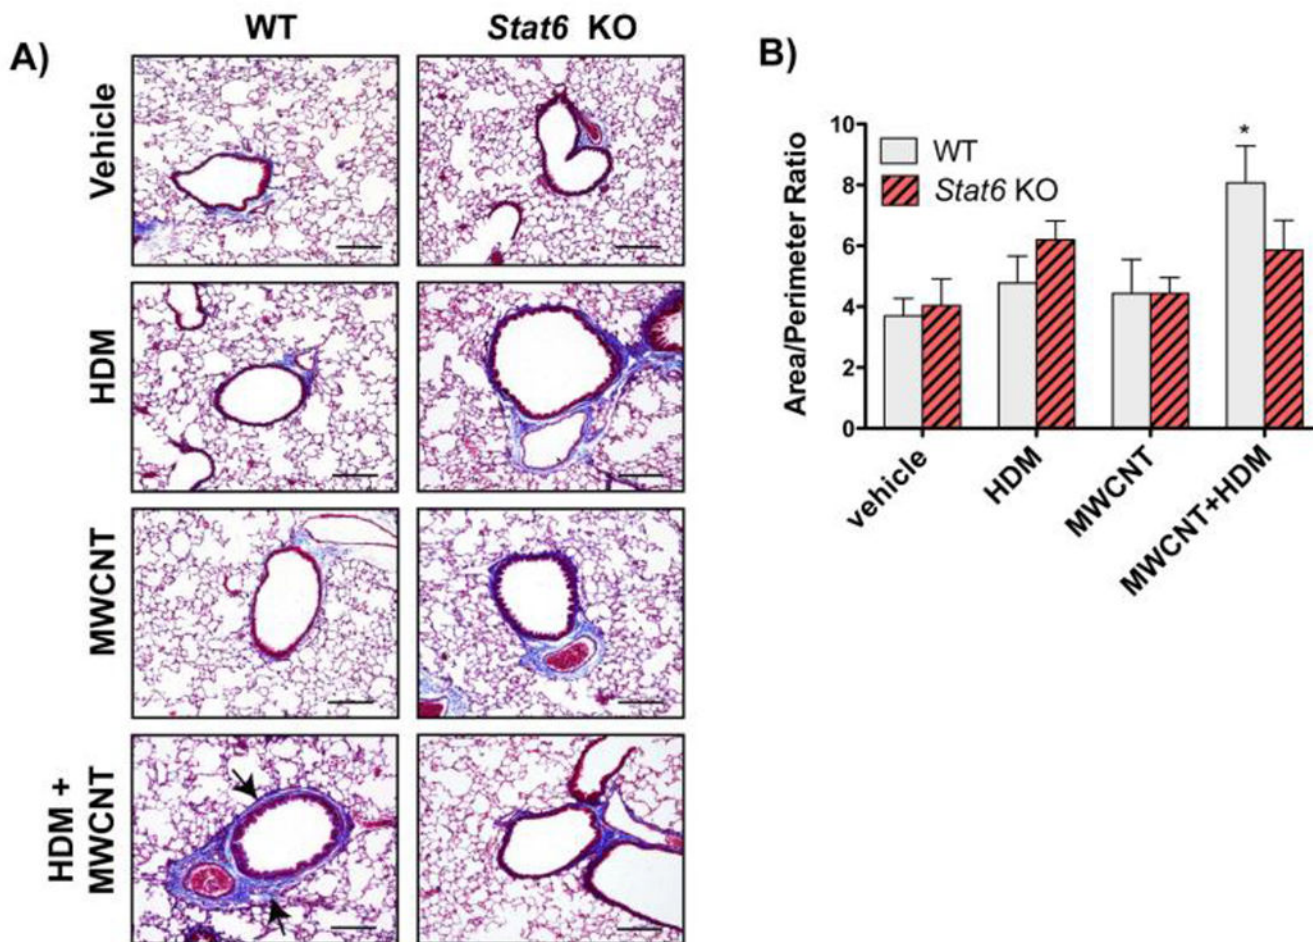 A)
WT
Stat6 KO
Vehicle
HDM
MWCNT
HDM +
MWCNT
B)
Area/Perimeter Ratio
10
8
6
4
2
0
WT
Stat6 KO
*
vehicle
HDM
MWCNT
MWCNT+HDM